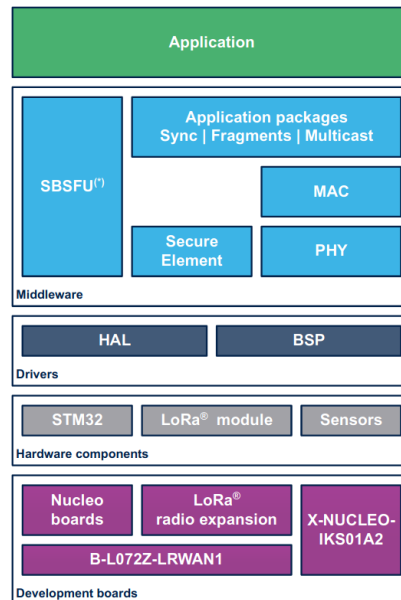 Application
Application packages
Sync | Fragments | Multicast
SBSFU(*)
MAC
Secure
Element
PHY
Middleware
HAL
BSP
Drivers
STM32
LoRa® module
Sensors
Hardware components
Nucleo
boards
LoRa®
radio expansion
X-NUCLEO-
IKS01A2
B-L072Z-LRWAN1
Development boards